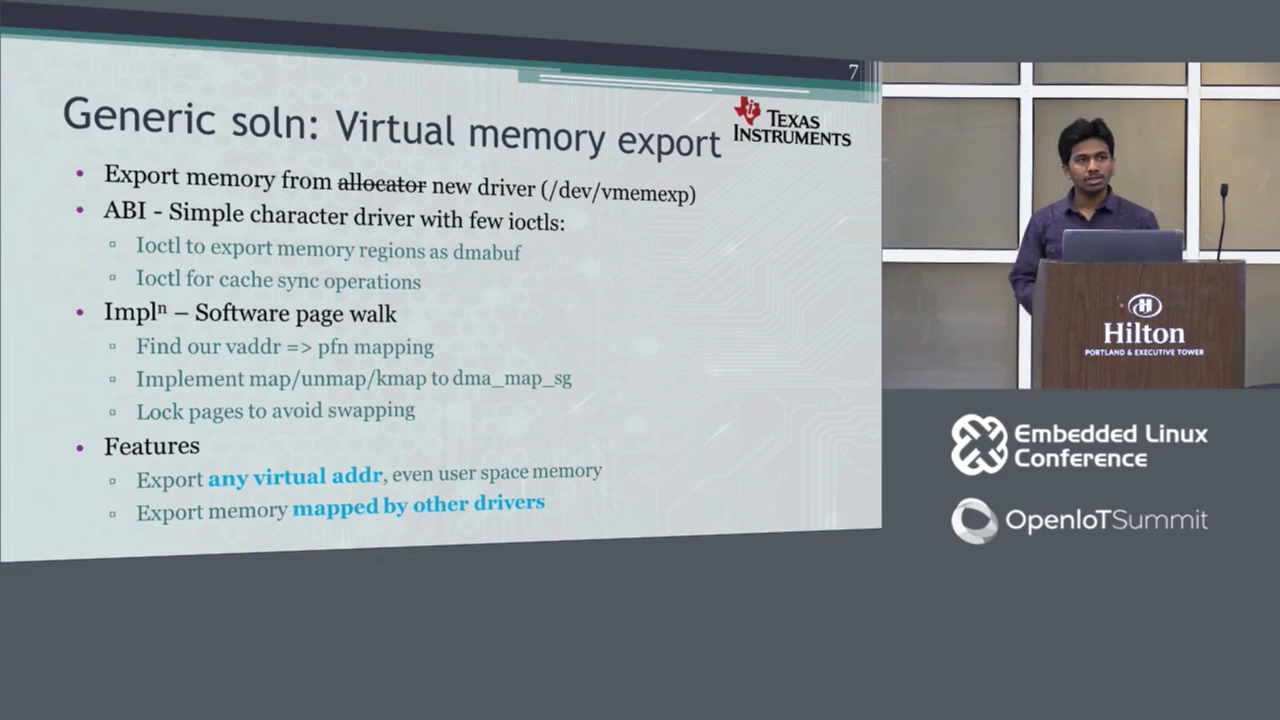 7
Generic soln: Virtual memory export
TEXAS
INSTRUMENTS
• Export memory from allocator new driver (/dev/vmemexp)
• ABI - Simple character driver with few ioctls:
▫ Ioctl to export memory regions as dmabuf
▫ Ioctl for cache sync operations
• Implⁿ – Software page walk
▫ Find our vaddr => pfn mapping
▫ Implement map/unmap/kmap to dma_map_sg
▫ Lock pages to avoid swapping
• Features
▫ Export any virtual addr, even user space memory
▫ Export memory mapped by other drivers
Hilton
PORTLAND & EXECUTIVE TOWER
Embedded Linux
Conference
OpenIoTSummit